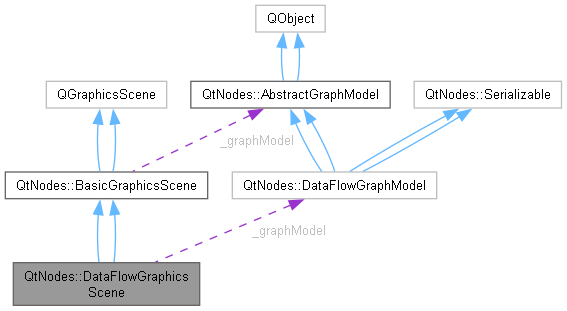 QObject
QGraphicsScene
QtNodes::AbstractGraphModel
QtNodes::Serializable
_graphModel
QtNodes::BasicGraphicsScene
QtNodes::DataFlowGraphModel
_graphModel
QtNodes::DataFlowGraphics
Scene